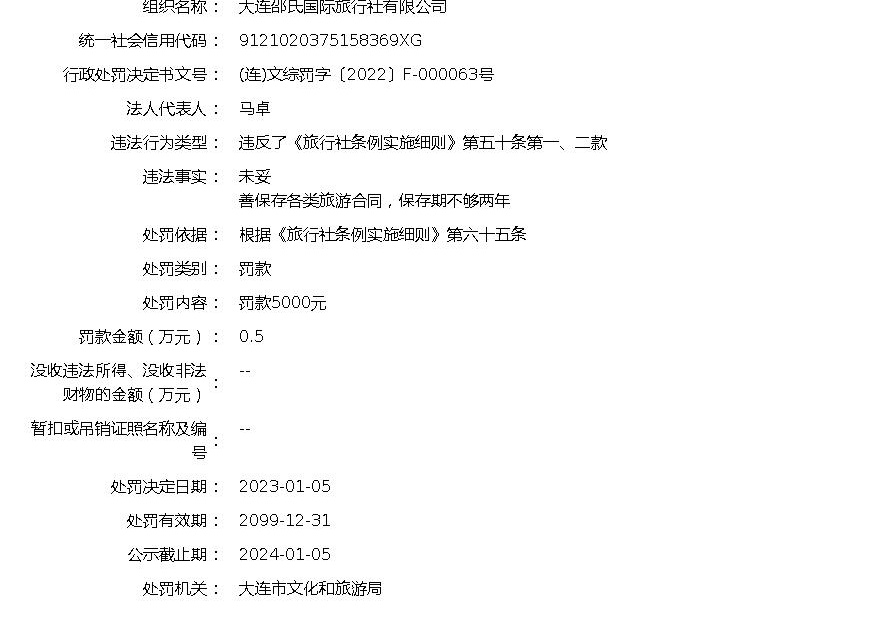 组织名称： 大连邵氏国际旅行社有限公司
统一社会信用代码： 9121020375158369XG
行政处罚决定书文号： (连)文综罚字〔2022〕F-000063号
法人代表人： 马卓
违法行为类型： 违反了《旅行社条例实施细则》第五十条第一、二款
违法事实： 未妥
善保存各类旅游合同，保存期不够两年
处罚依据： 根据《旅行社条例实施细则》第六十五条
处罚类别： 罚款
处罚内容： 罚款5000元
罚款金额（万元）： 0.5
没收违法所得、没收非法
财物的金额（万元）： --
暂扣或吊销证照名称及编
号： --
处罚决定日期： 2023-01-05
处罚有效期： 2099-12-31
公示截止期： 2024-01-05
处罚机关： 大连市文化和旅游局